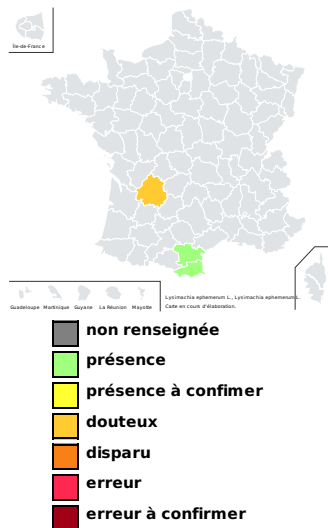 Île-de-France
Lysimachia ephemerum L., Lysimachia ephemerum L.
Carte en cours d'élaboration.
Guadeloupe Martinique Guyane La Réunion Mayotte
non renseignée
présence
présence à confimer
douteux
disparu
erreur
erreur à confirmer